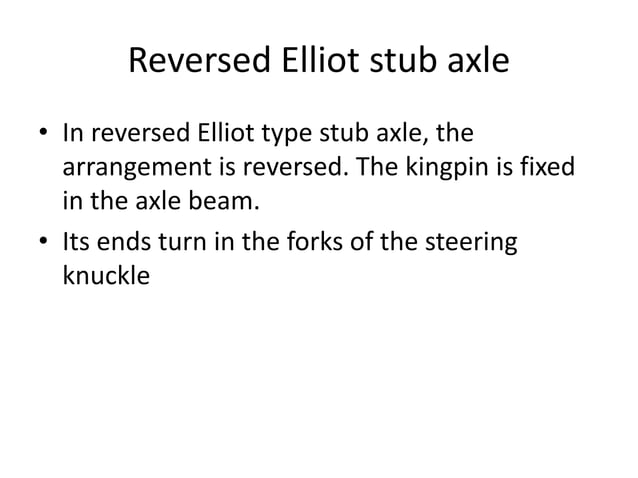 Reversed Elliot stub axle
• In reversed Elliot type stub axle, the
arrangement is reversed. The kingpin is fixed
in the axle beam.
• Its ends turn in the forks of the steering
knuckle